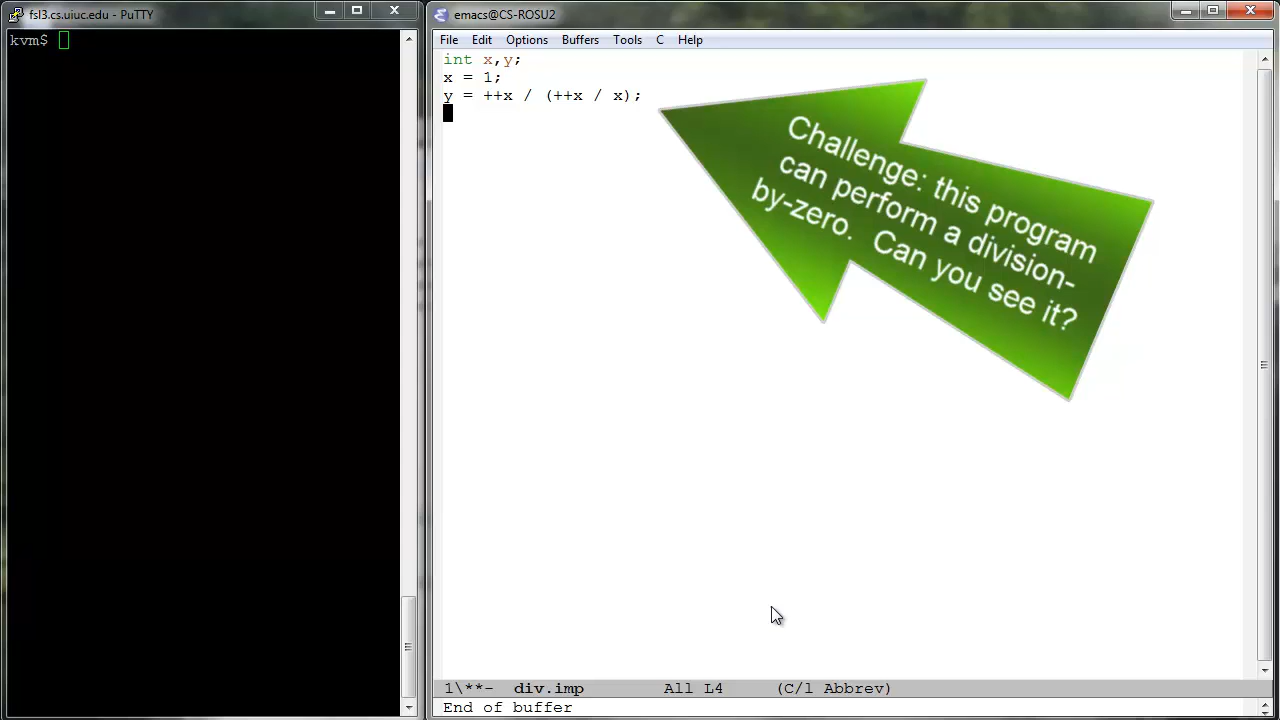 fsl3.cs.uiuc.edu - PuTTY
kvm$
emacs@CS-ROSU2
File Edit Options Buffers Tools C Help
int x,y;
x = 1;
y = ++x / (++x / x);
Challenge: this program
can perform a division-
by-zero. Can you see it?
1\**- div.imp All L4 (C/l Abbrev)
End of buffer